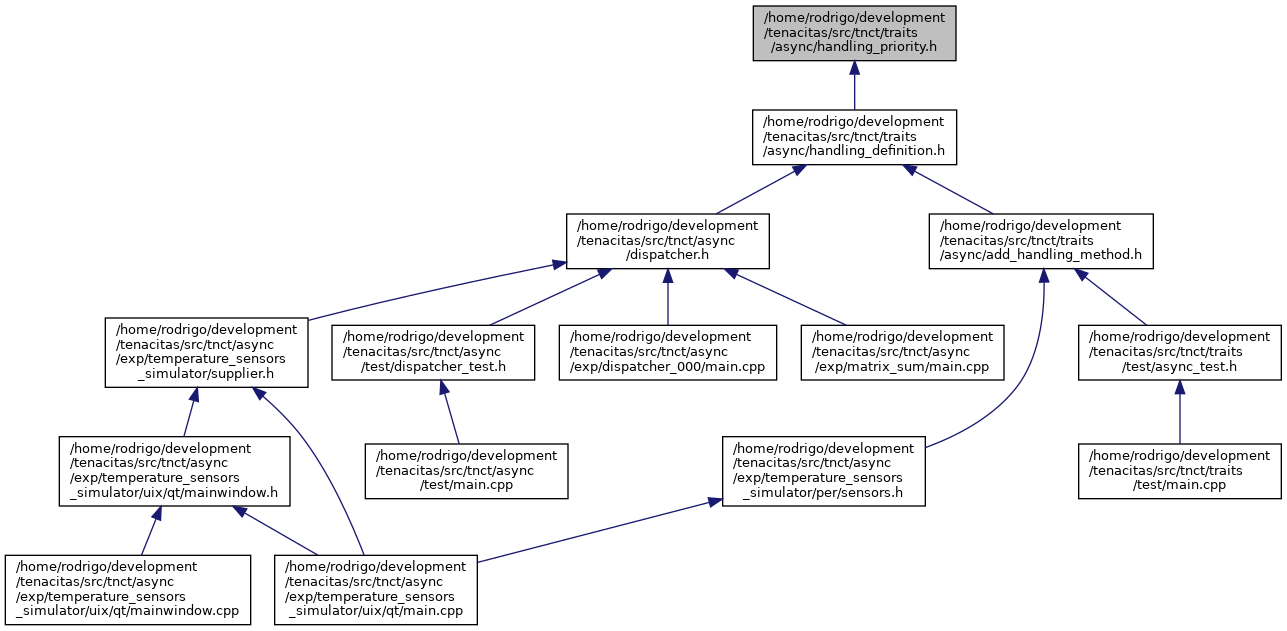 /home/rodrigo/development
/tenacitas/src/tnct/traits
/async/handling_priority.h
/home/rodrigo/development
/tenacitas/src/tnct/traits
/async/handling_definition.h
/home/rodrigo/development
/tenacitas/src/tnct/async
/dispatcher.h
/home/rodrigo/development
/tenacitas/src/tnct/traits
/async/add_handling_method.h
/home/rodrigo/development
/tenacitas/src/tnct/async
/exp/temperature_sensors
_simulator/supplier.h
/home/rodrigo/development
/tenacitas/src/tnct/async
/test/dispatcher_test.h
/home/rodrigo/development
/tenacitas/src/tnct/async
/exp/dispatcher_000/main.cpp
/home/rodrigo/development
/tenacitas/src/tnct/async
/exp/matrix_sum/main.cpp
/home/rodrigo/development
/tenacitas/src/tnct/traits
/test/async_test.h
/home/rodrigo/development
/tenacitas/src/tnct/async
/exp/temperature_sensors
_simulator/uix/qt/mainwindow.h
/home/rodrigo/development
/tenacitas/src/tnct/async
/test/main.cpp
/home/rodrigo/development
/tenacitas/src/tnct/async
/exp/temperature_sensors
_simulator/per/sensors.h
/home/rodrigo/development
/tenacitas/src/tnct/traits
/test/main.cpp
/home/rodrigo/development
/tenacitas/src/tnct/async
/exp/temperature_sensors
_simulator/uix/qt/mainwindow.cpp
/home/rodrigo/development
/tenacitas/src/tnct/async
/exp/temperature_sensors
_simulator/uix/qt/main.cpp